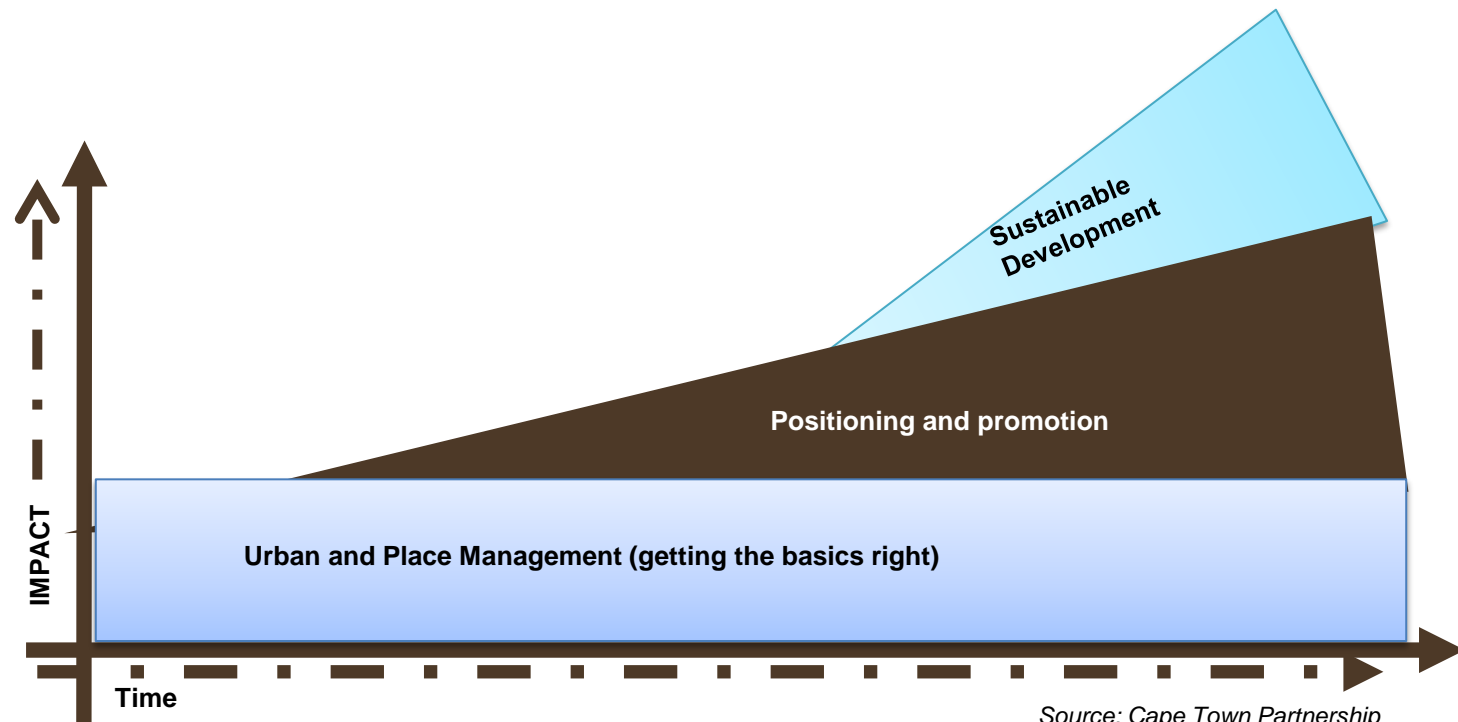 Sustainable
Development
Positioning and promotion
Urban and Place Management (getting the basics right)
IMPACT
Time
Source: Cape Town Partnership